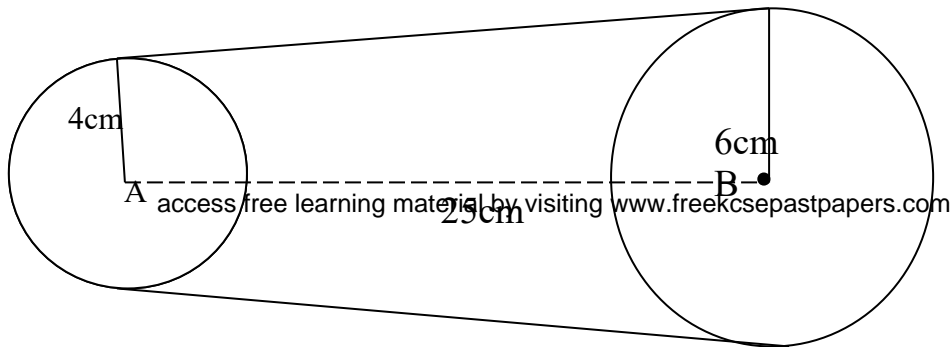 4cm
6cm
A
B
access free learning material by visiting www.freekcsepastpapers.com
25cm